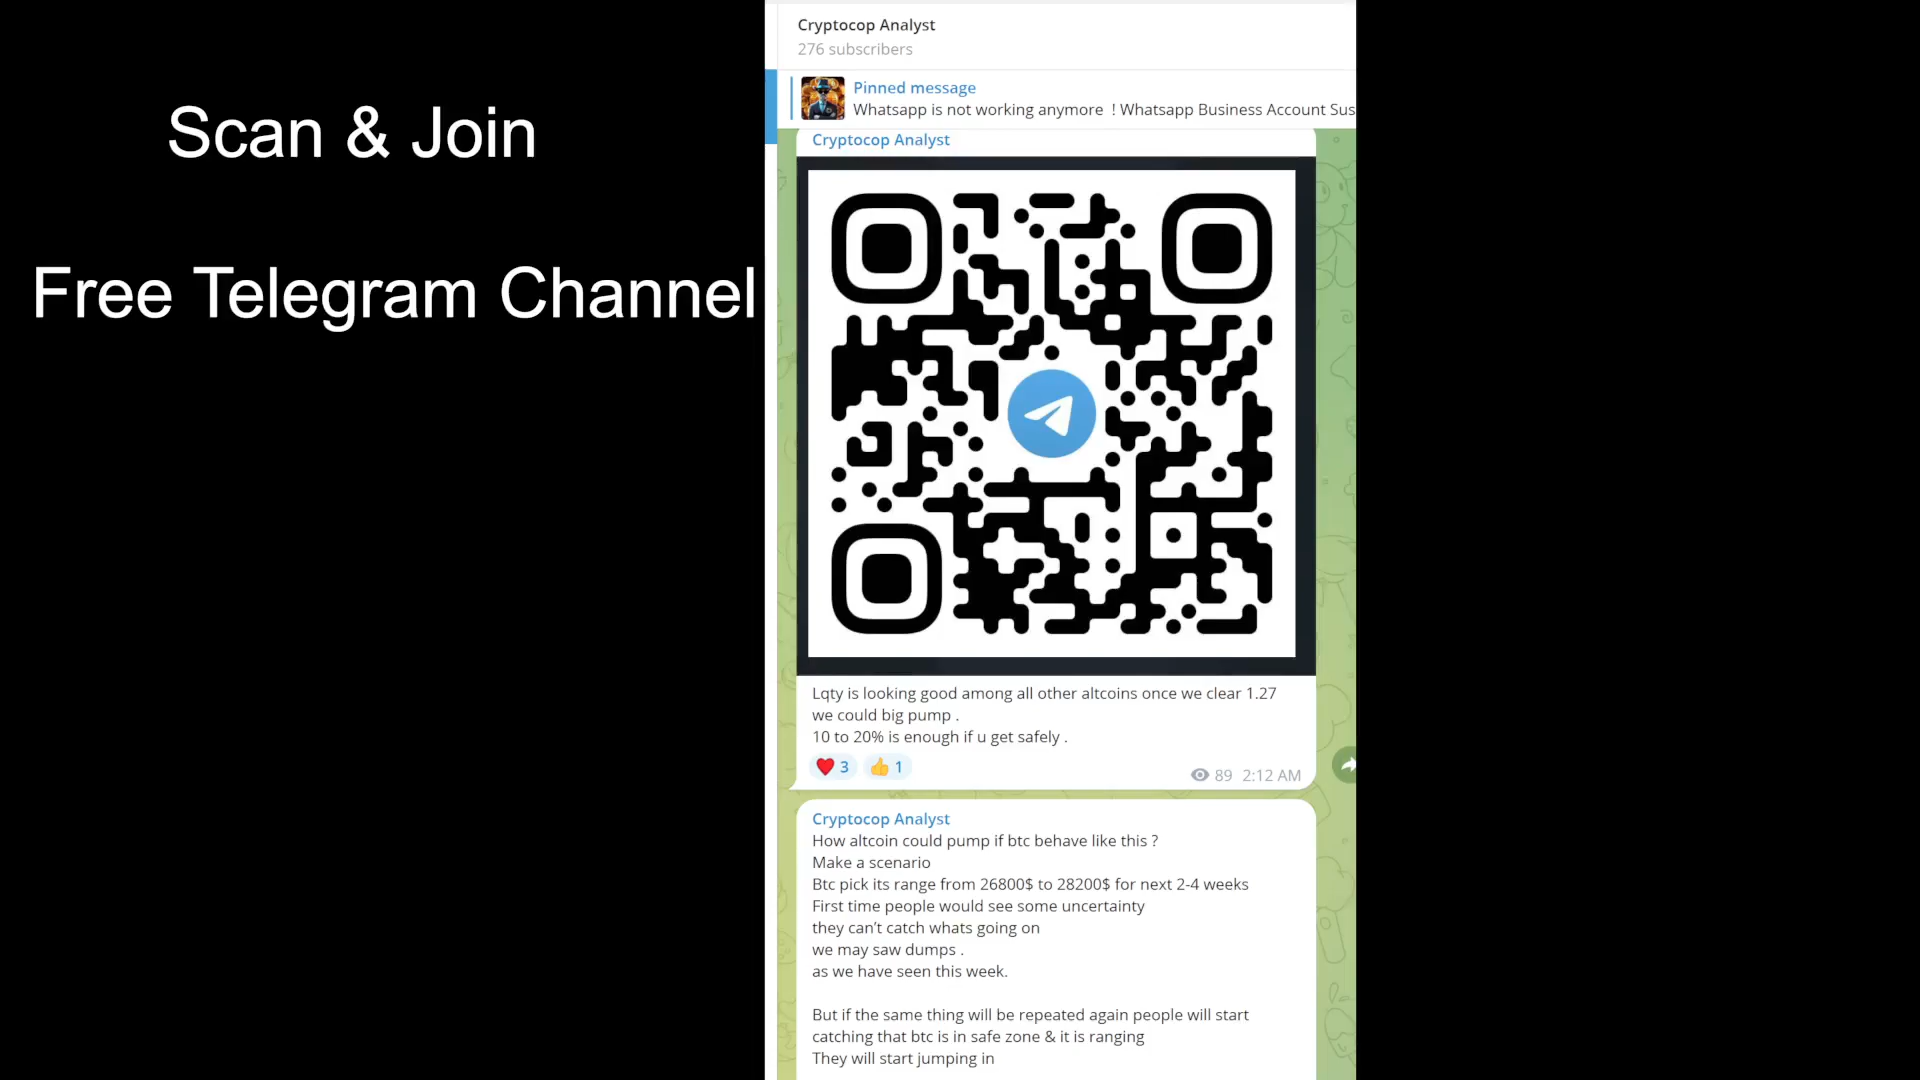 Scan & Join
Free Telegram Channel
Cryptocop Analyst
276 subscribers
Pinned message
Whatsapp is not working anymore ! Whatsapp Business Account Sus
Cryptocop Analyst
Lqty is looking good among all other altcoins once we clear 1.27
we could big pump .
10 to 20% is enough if u get safely .
3 1
89 2:12 AM
Cryptocop Analyst
How altcoin could pump if btc behave like this ?
Make a scenario
Btc pick its range from 26800$ to 28200$ for next 2-4 weeks
First time people would see some uncertainty
they can't catch whats going on
we may saw dumps .
as we have seen this week.
But if the same thing will be repeated again people will start
catching that btc is in safe zone & it is ranging
They will start jumping in